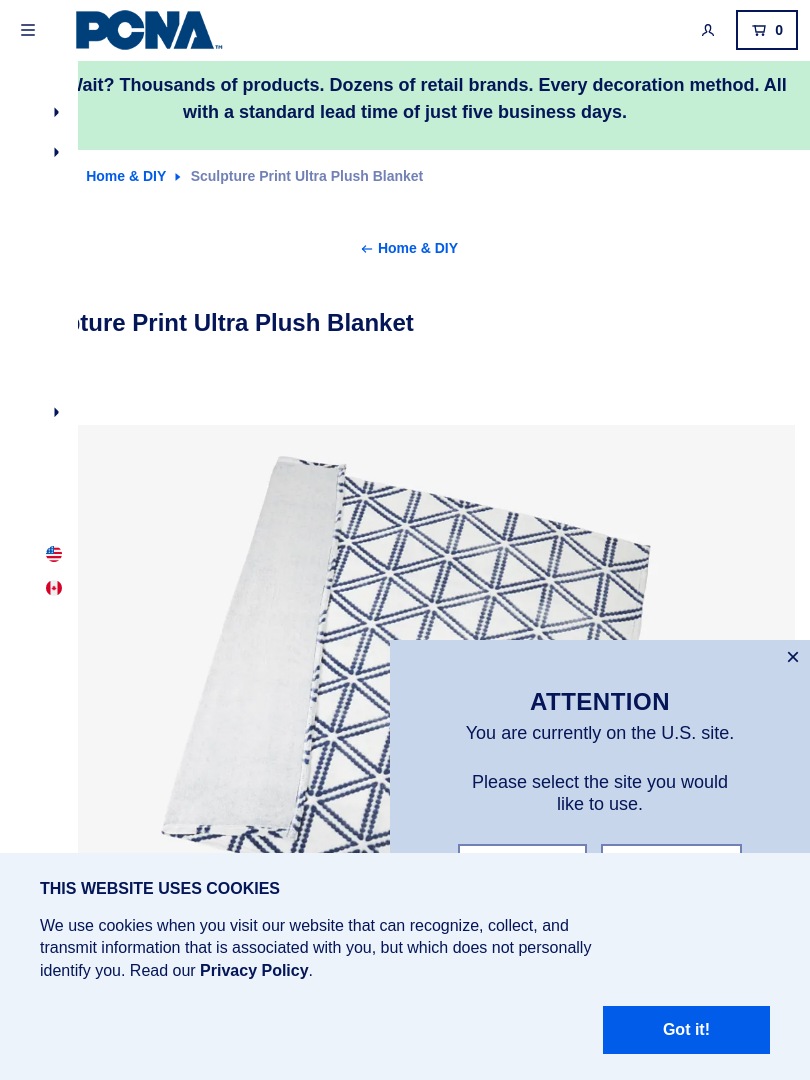 PCNA™
0
Wait? Thousands of products. Dozens of retail brands. Every decoration method. All
with a standard lead time of just five business days.
Home & DIY
Sculpture Print Ultra Plush Blanket
Home & DIY
Print Ultra Plush Blanket
ATTENTION
You are currently on the U.S. site.
Please select the site you would
like to use.
THIS WEBSITE USES COOKIES
We use cookies when you visit our website that can recognize, collect, and
transmit information that is associated with you, but which does not personally
identify you. Read our Privacy Policy.
Got it!